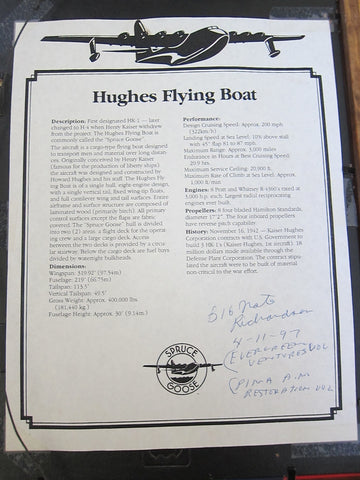 Hughes Flying Boat
Description: First designated HK-1 — later
changed to H-4 when Henry Kaiser withdrew
from the project. The Hughes Flying Boat is
commonly called the "Spruce Goose"
The aircraft is a cargo-type flying boat designed
to transport men and material over long distan-
ces. Originally conceived by Henry Kaiser
(famous for the production of liberty ships)
the aircraft was designed and constructed by
Howard Hughes and his staff. The Hughes Fly
ing Boat is of a single hull, eight-engine design,
with a single vertical tail, fixed wing-tip floats,
and full cantilever wing and tail surfaces. Entire
airframe and surface structure are composed of
laminated wood (primarily birch). All primary
control surfaces except the flaps are fabric
covered. The "Spruce Goose" hull is divided
into two (2) areas: a flight deck for the operat-
ing crew and a large cargo deck. Access
between the two decks is provided by a circu-
lar stairway. Below the cargo deck are fuel bays
divided by watertight bulkheads.
Dimensions:
Wingspan: 319.92' (97.54m)
Fuselage: 219' (66.75m)
Tailspan: 113.5'
Vertical Tailspan: 49.5'
Gross Weight: Approx. 400,000 lbs.
(181,440 kg.)
Fuselage Height: Approx. 30' (9.14m.)
Performance:
Design Cruising Speed: Approx. 200 mph
(322km/h)
Landing Speed at Sea Level: 10% above stall
with 45° flap 81 to 87 mph.
Maximum Range: Approx. 3,000 miles
Endurance in Hours at Best Cruising Speed:
20.9 hrs.
Maximum Service Ceiling: 20,900 ft.
Maximum Rate of Climb at Sea Level: Approx.
1,000 ft/min
Engines: 8 Pratt and Whitney R-4360's rated at
3,000 h.p. each. Largest radial reciprocating
engines ever built.
Propellers: 8 four bladed Hamilton Standards,
diameter 17'2". The four inboard propellers
have reverse pitch capability.
History: November 16, 1942 — Kaiser Hughes
Corporation contracts with U.S. Government to
build 3 HK 1's (Kaiser Hughes, 1st aircraft). 18
million dollars made available through the
Defense Plant Corporation. The contract stipu-
lated the aircraft were to be built of material
non-critical to the war effort.
516 Nate
Richardson
4-11-97
(EVERGREEN
VENTURES VOL
(PIMA A.M
RESTORATION VOL
SPRUCE
GOOSE